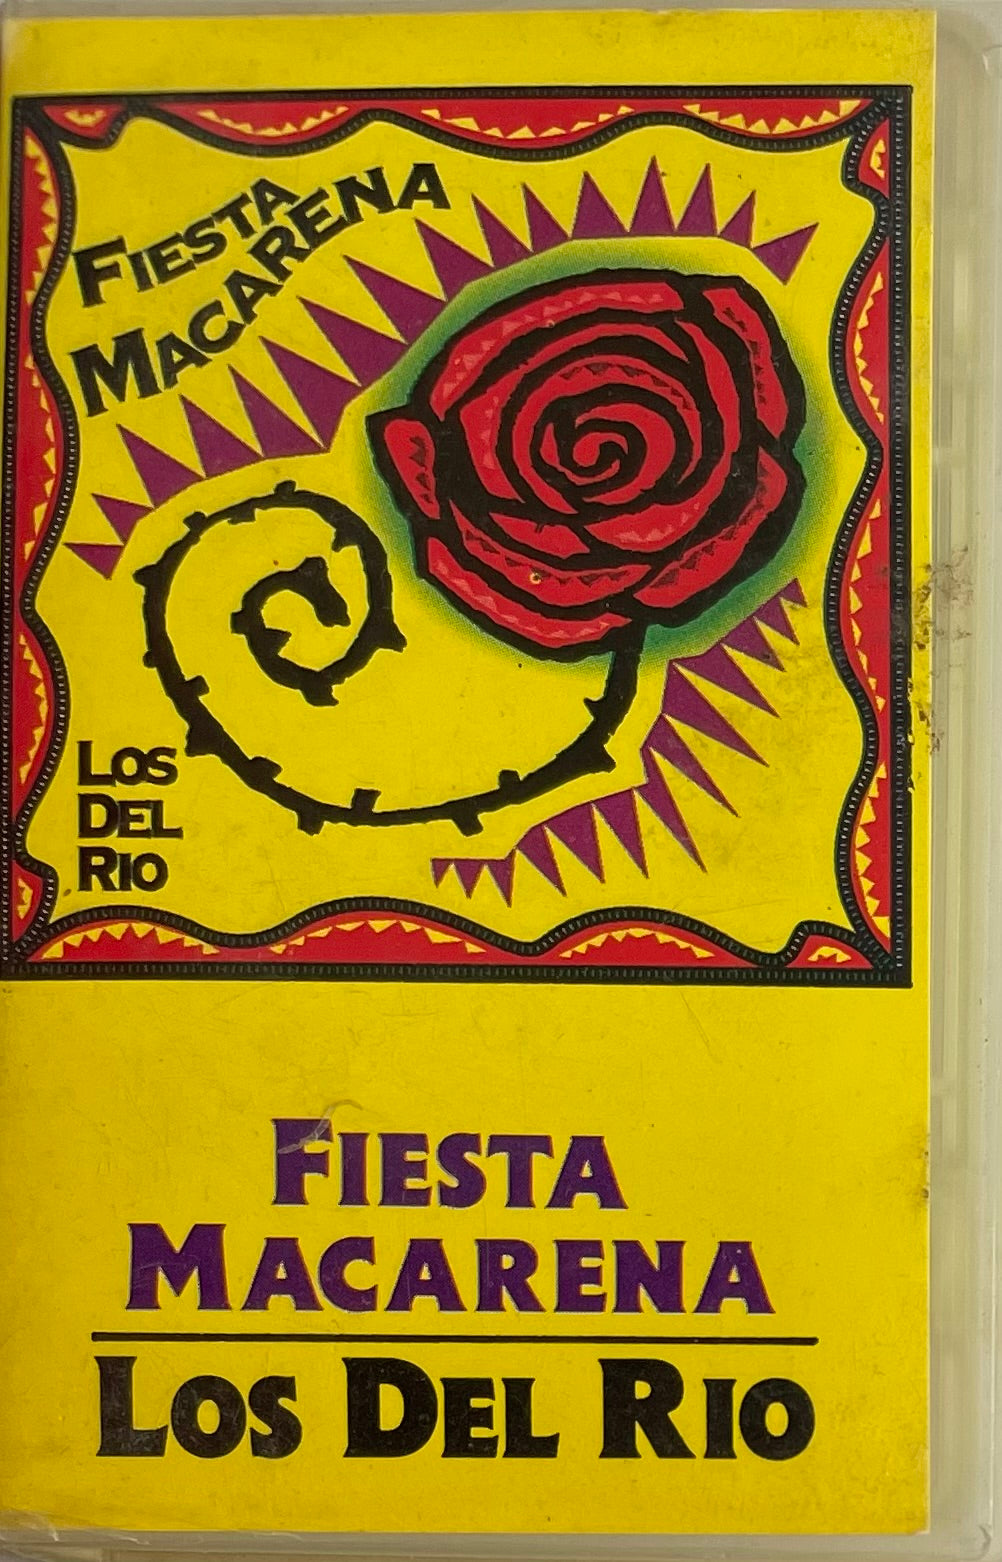 FIESTA
MACARENA
LOS
DEL
RIO
FIESTA
MACARENA
LOS DEL RIO